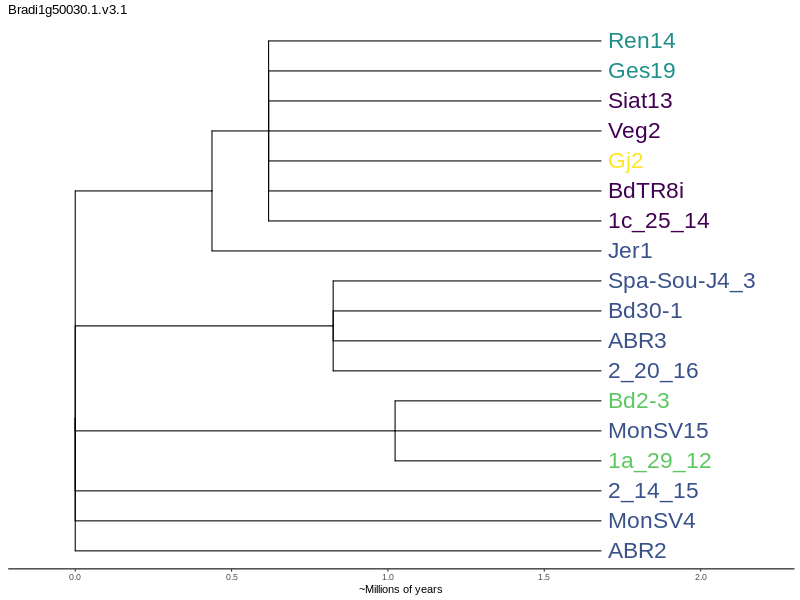 Bradi1g50030.1.v3.1
Ren14
Ges19
Siat13
Veg2
Gj2
BdTR8i
1c_25_14
Jer1
Spa-Sou-J4_3
Bd30-1
ABR3
2_20_16
Bd2-3
MonSV15
1a_29_12
2_14_15
MonSV4
ABR2
0.0 0.5 1.0 1.5 2.0
~Millions of years